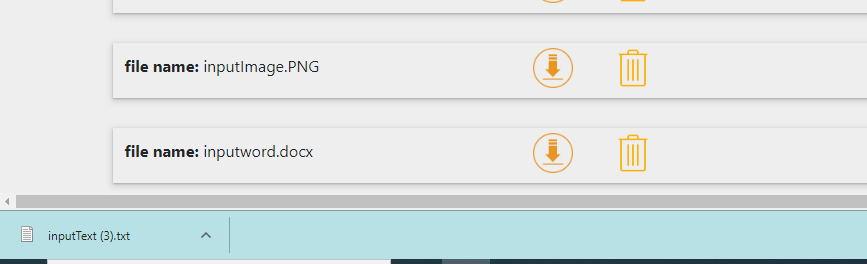 file name: inputImage.PNG
file name: inputword.docx
inputText (3).txt